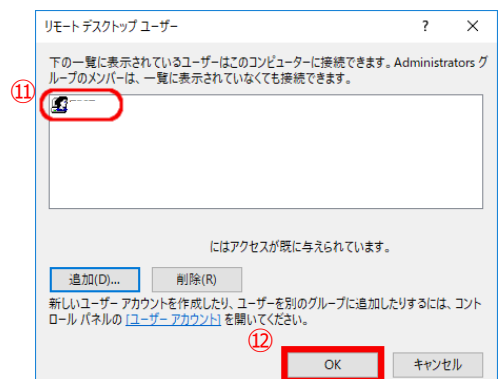 リモート デスクトップ ユーザー
? ×
下の一覧に表示されているユーザーはこのコンピューターに接続できます。Administrators グ
ループのメンバーは、一覧に表示されていなくても接続できます。
⑪
にはアクセスが既に与えられています。
追加(D)... 削除(R)
新しいユーザー アカウントを作成したり、ユーザーを別のグループに追加したりするには、コント
ロール パネルの [ユーザー アカウント] を開いてください。
⑫
OK キャンセル